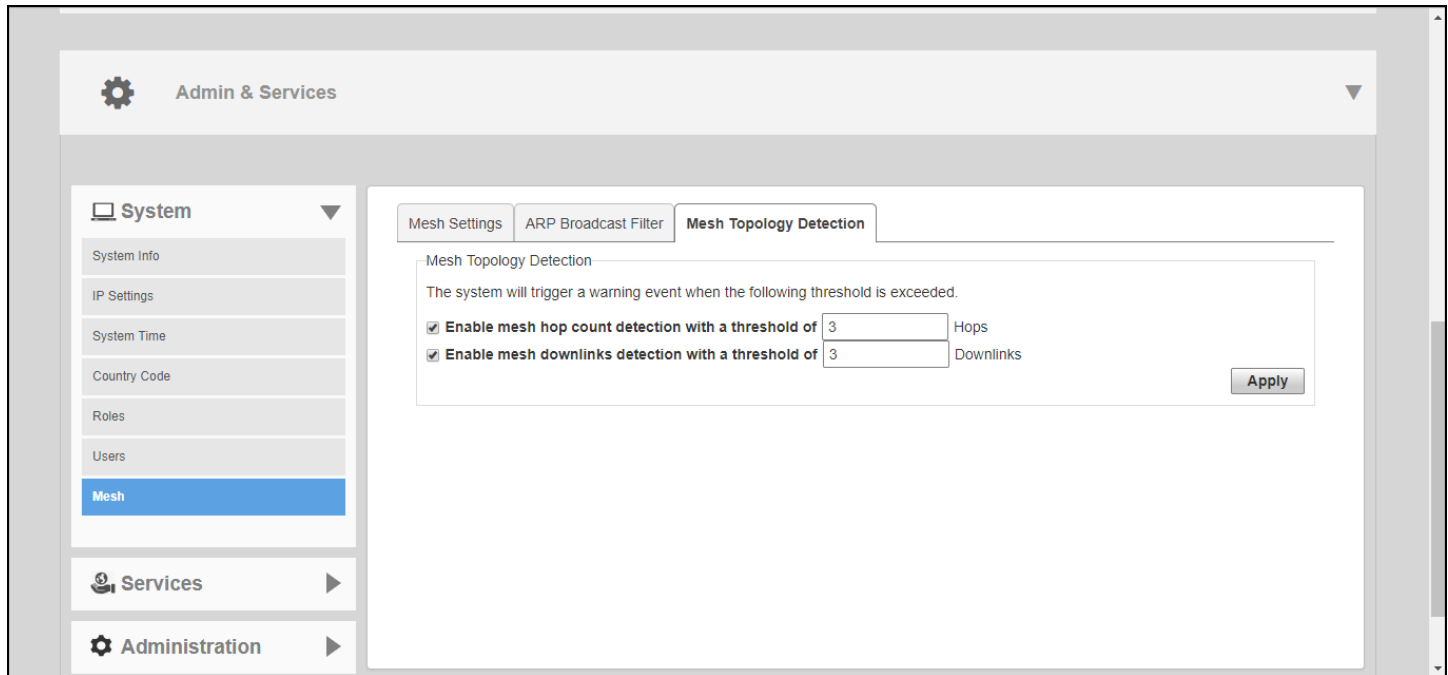 Admin & Services
System
System Info
IP Settings
System Time
Country Code
Roles
Users
Mesh
Services
Administration
Mesh Settings ARP Broadcast Filter Mesh Topology Detection
Mesh Topology Detection
The system will trigger a warning event when the following threshold is exceeded.
Enable mesh hop count detection with a threshold of 3 Hops
Enable mesh downlinks detection with a threshold of 3 Downlinks
Apply